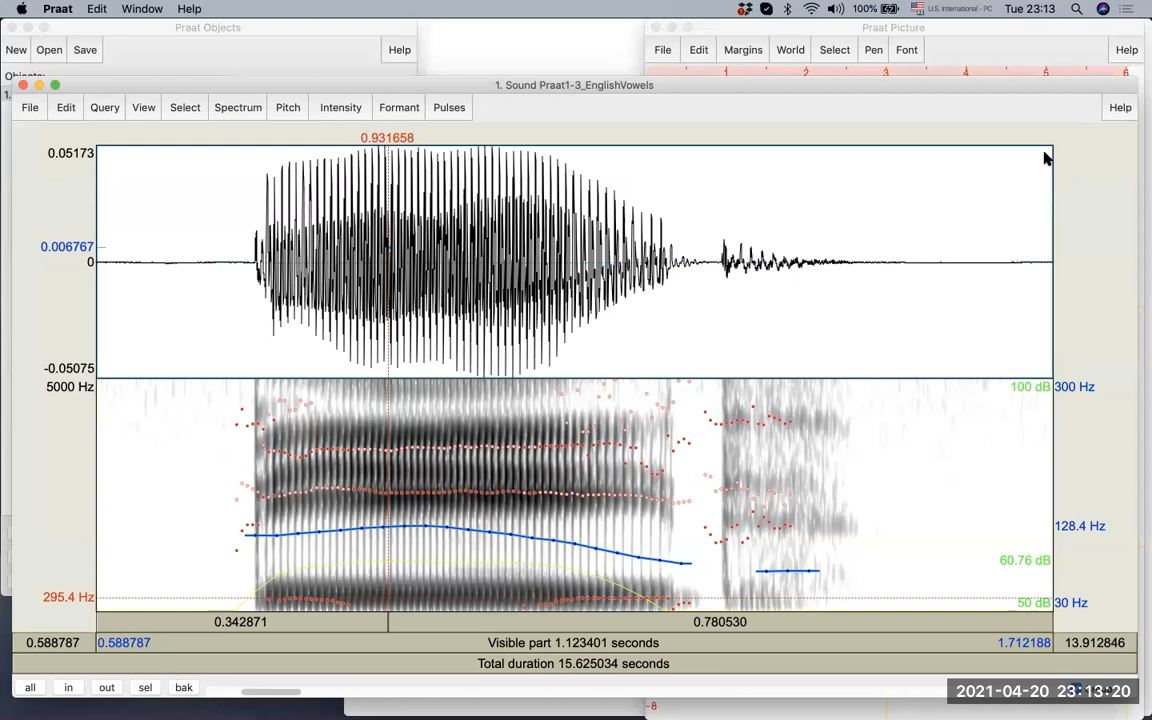 Praat Edit Window Help 100% U.S. International - PC Tue 23:13
Praat Objects
Praat Picture
New Open Save Help
File Edit Margins World Select Pen Font Help
Objects:
1 2 3 4 5 6
1.
1. Sound Praat1-3_EnglishVowels
File Edit Query View Select Spectrum Pitch Intensity Formant Pulses Help
0.931658
0.05173
0.006767
0
-0.05075
5000 Hz 100 dB 300 Hz
128.4 Hz
60.76 dB
295.4 Hz 50 dB 30 Hz
0.342871 0.780530
0.588787 0.588787 Visible part 1.123401 seconds 1.712188 13.912846
Total duration 15.625034 seconds
all in out sel bak
2021-04-20 23:13:20
-8